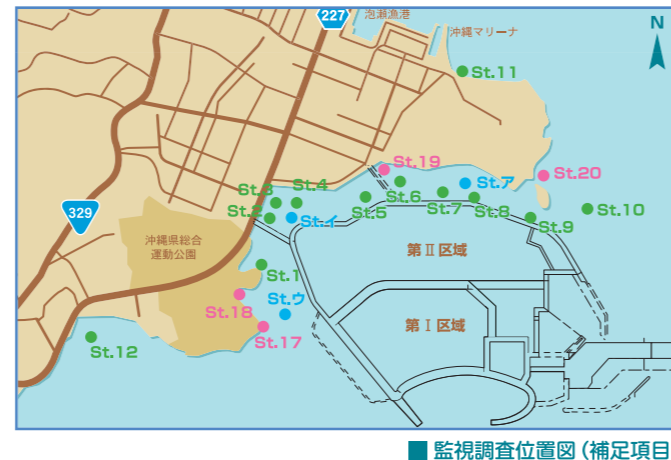 227
泡瀬漁港
沖縄マリーナ
N
St.11
St.19
St.20
St.ア
St.3
St.4
St.6
St.2
St.イ
St.5
St.7
St.8
St.9
St.10
329
沖縄県総合
運動公園
第Ⅱ区域
St.1
St.18
St.ウ
St.17
第Ⅰ区域
St.12
■ 監視調査位置図（補足項目